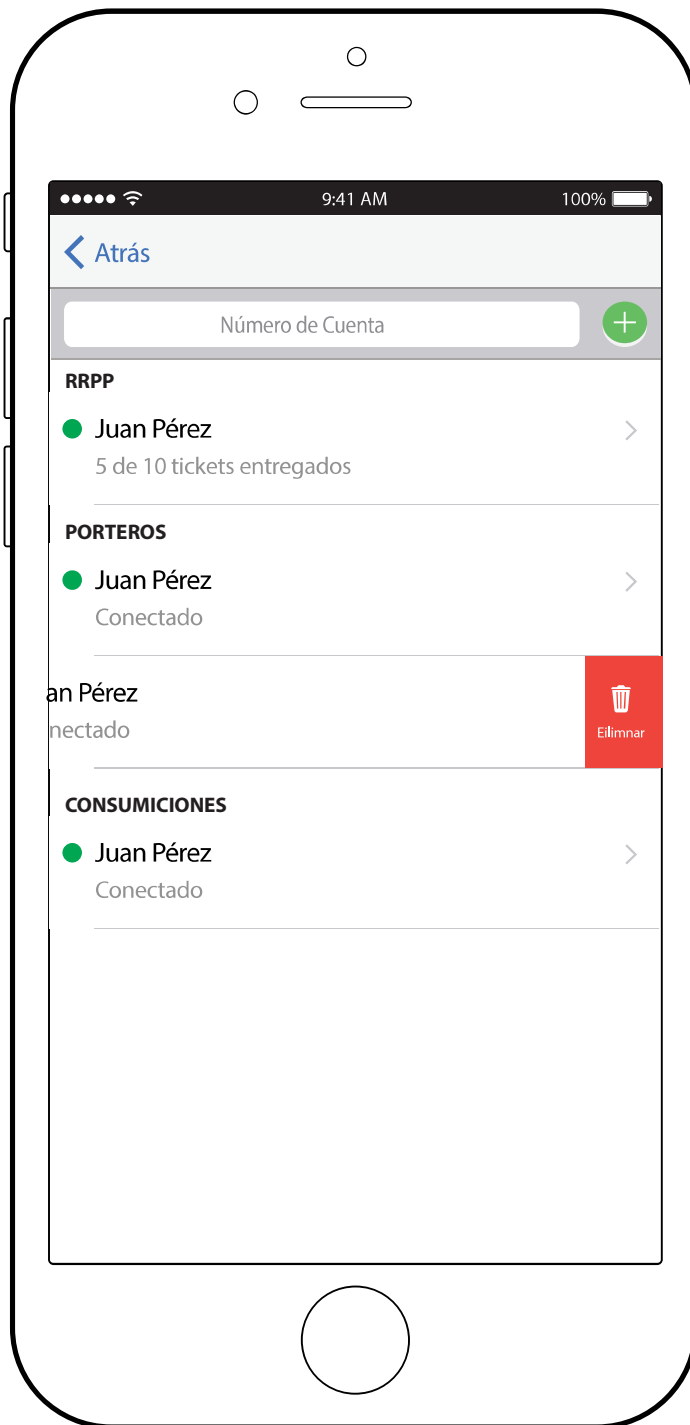 9:41 AM
100%
Atrás
Número de Cuenta
RRPP
Juan Pérez
5 de 10 tickets entregados
PORTEROS
Juan Pérez
Conectado
an Pérez
nectado
Eilimnar
CONSUMICIONES
Juan Pérez
Conectado